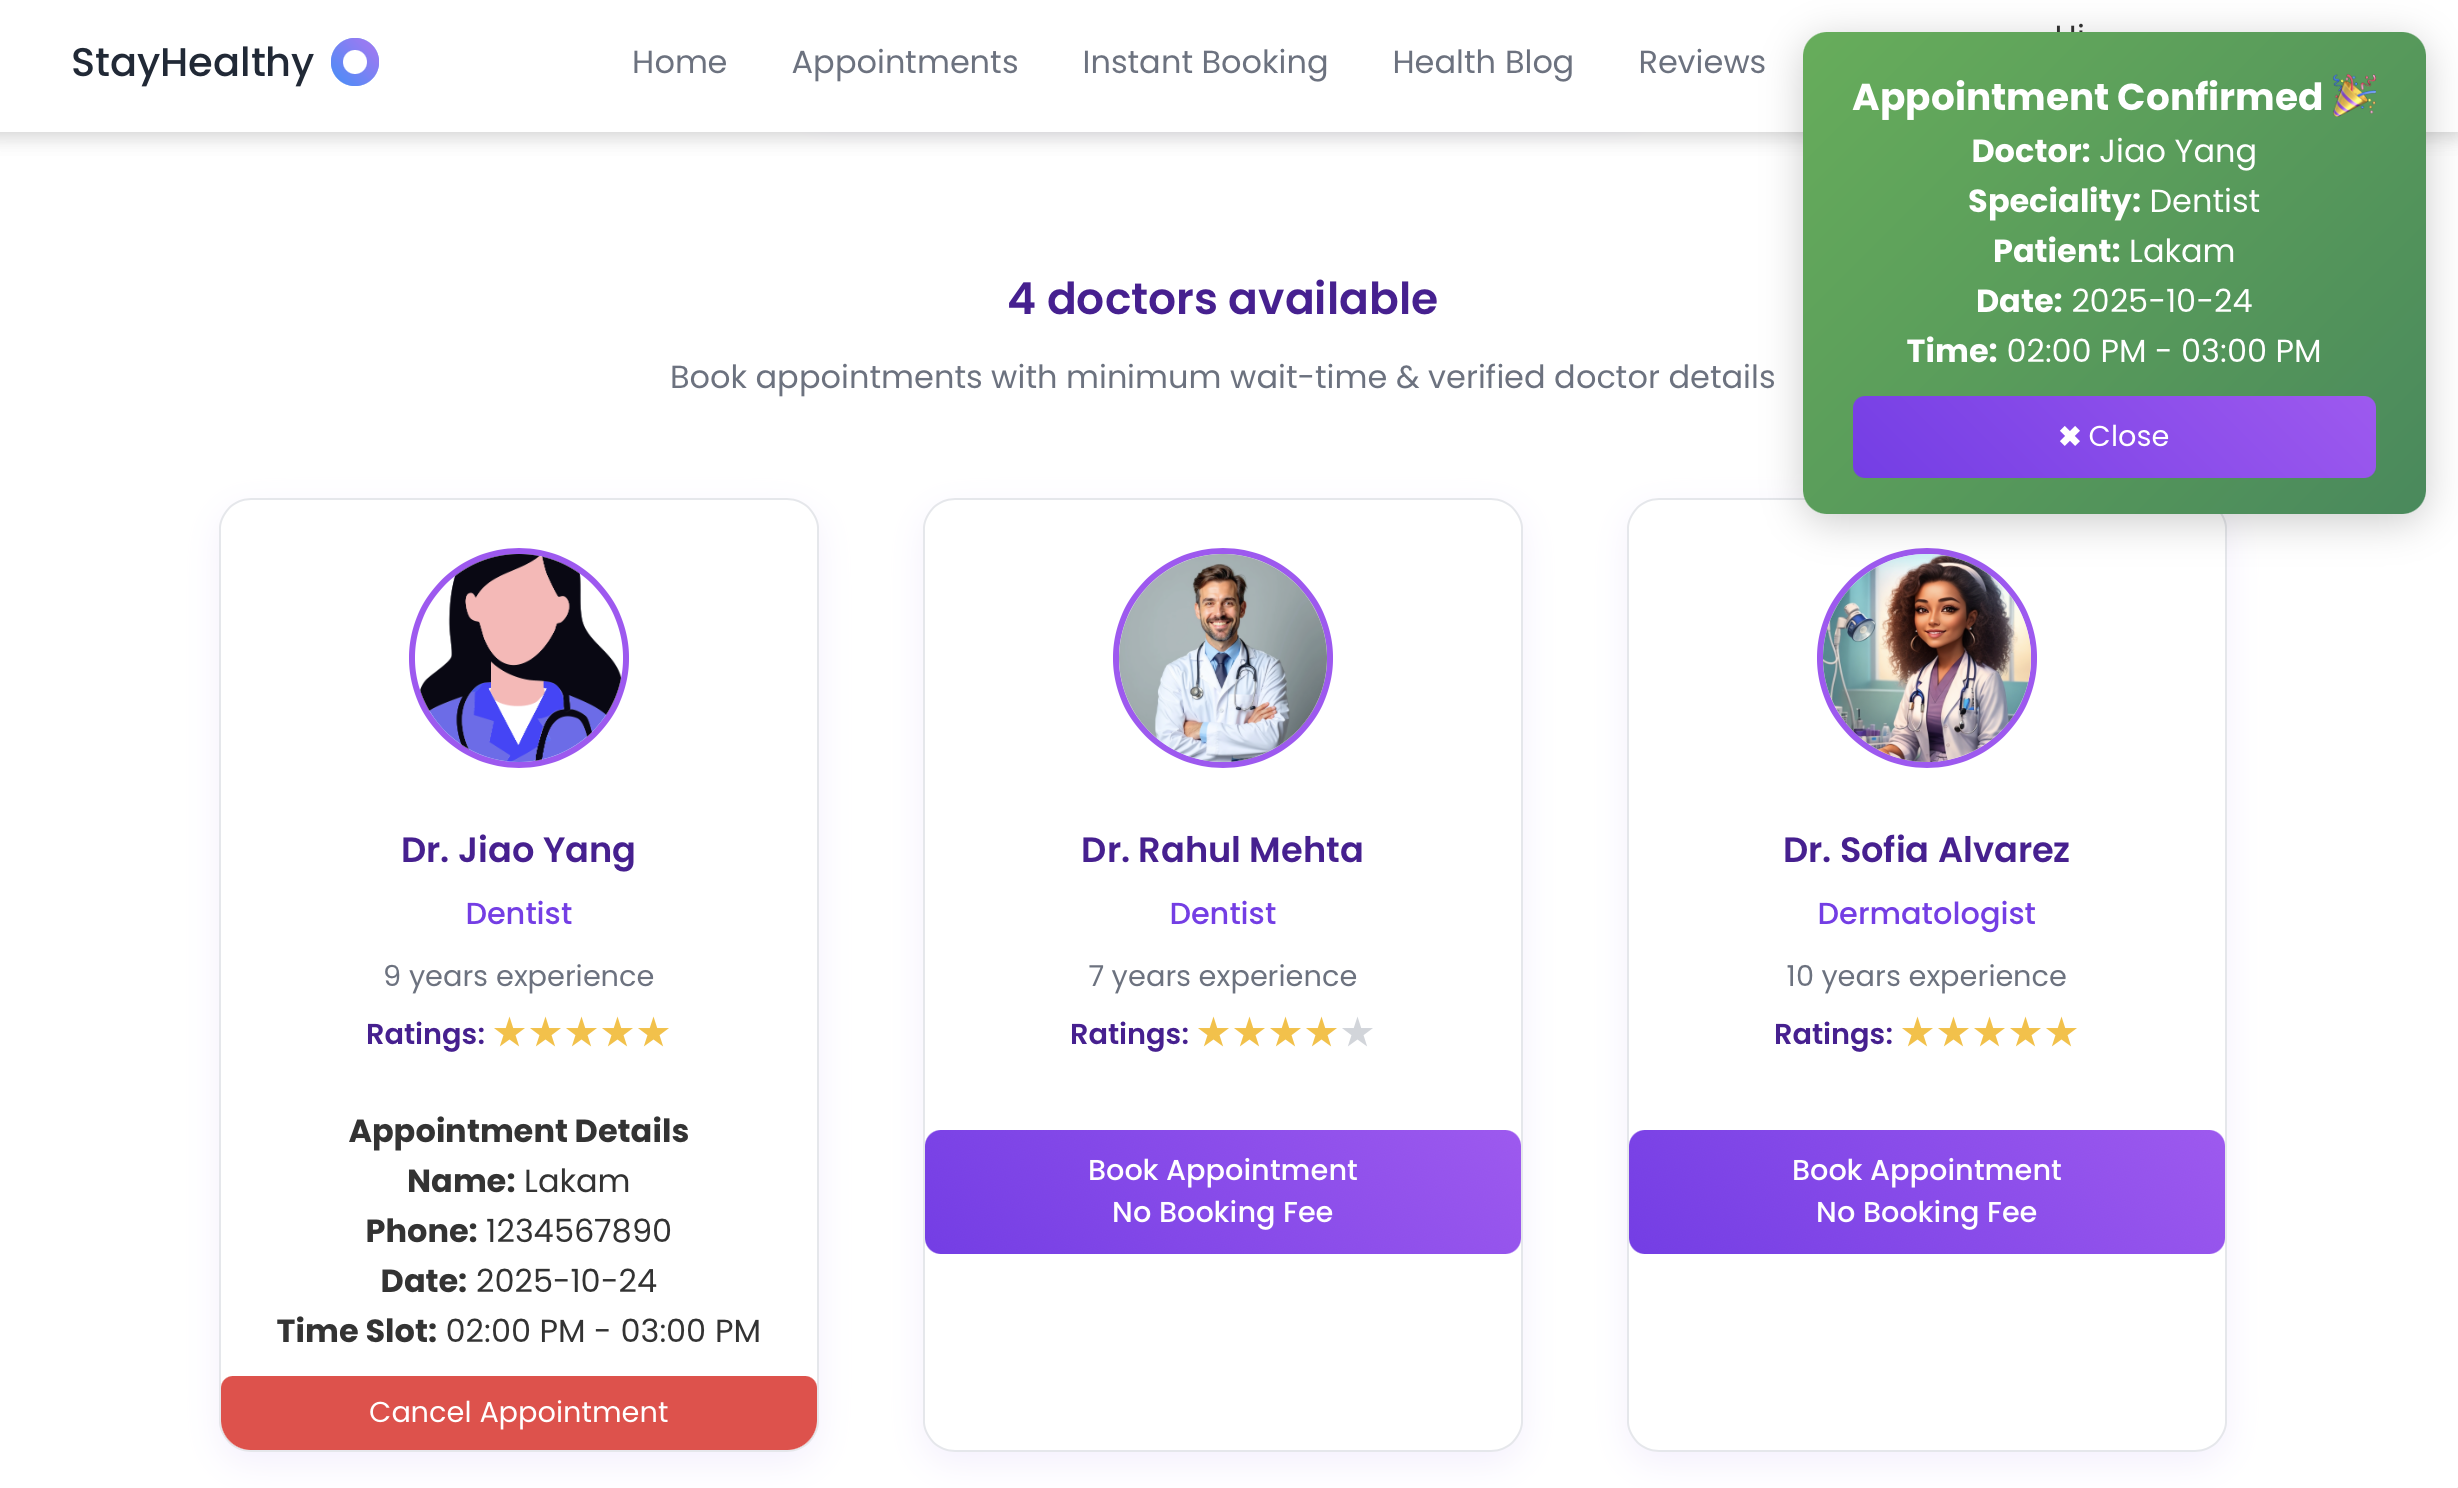 StayHealthy
Home
Appointments
Instant Booking
Health Blog
Reviews
Appointment Confirmed 🎉
Doctor: Jiao Yang
Speciality: Dentist
Patient: Lakam
Date: 2025-10-24
Time: 02:00 PM - 03:00 PM
✖ Close
4 doctors available
Book appointments with minimum wait-time & verified doctor details
Dr. Jiao Yang
Dentist
9 years experience
Ratings: ★★★★★
Appointment Details
Name: Lakam
Phone: 1234567890
Date: 2025-10-24
Time Slot: 02:00 PM - 03:00 PM
Cancel Appointment
Dr. Rahul Mehta
Dentist
7 years experience
Ratings: ★★★★★
Book Appointment
No Booking Fee
Dr. Sofia Alvarez
Dermatologist
10 years experience
Ratings: ★★★★★
Book Appointment
No Booking Fee